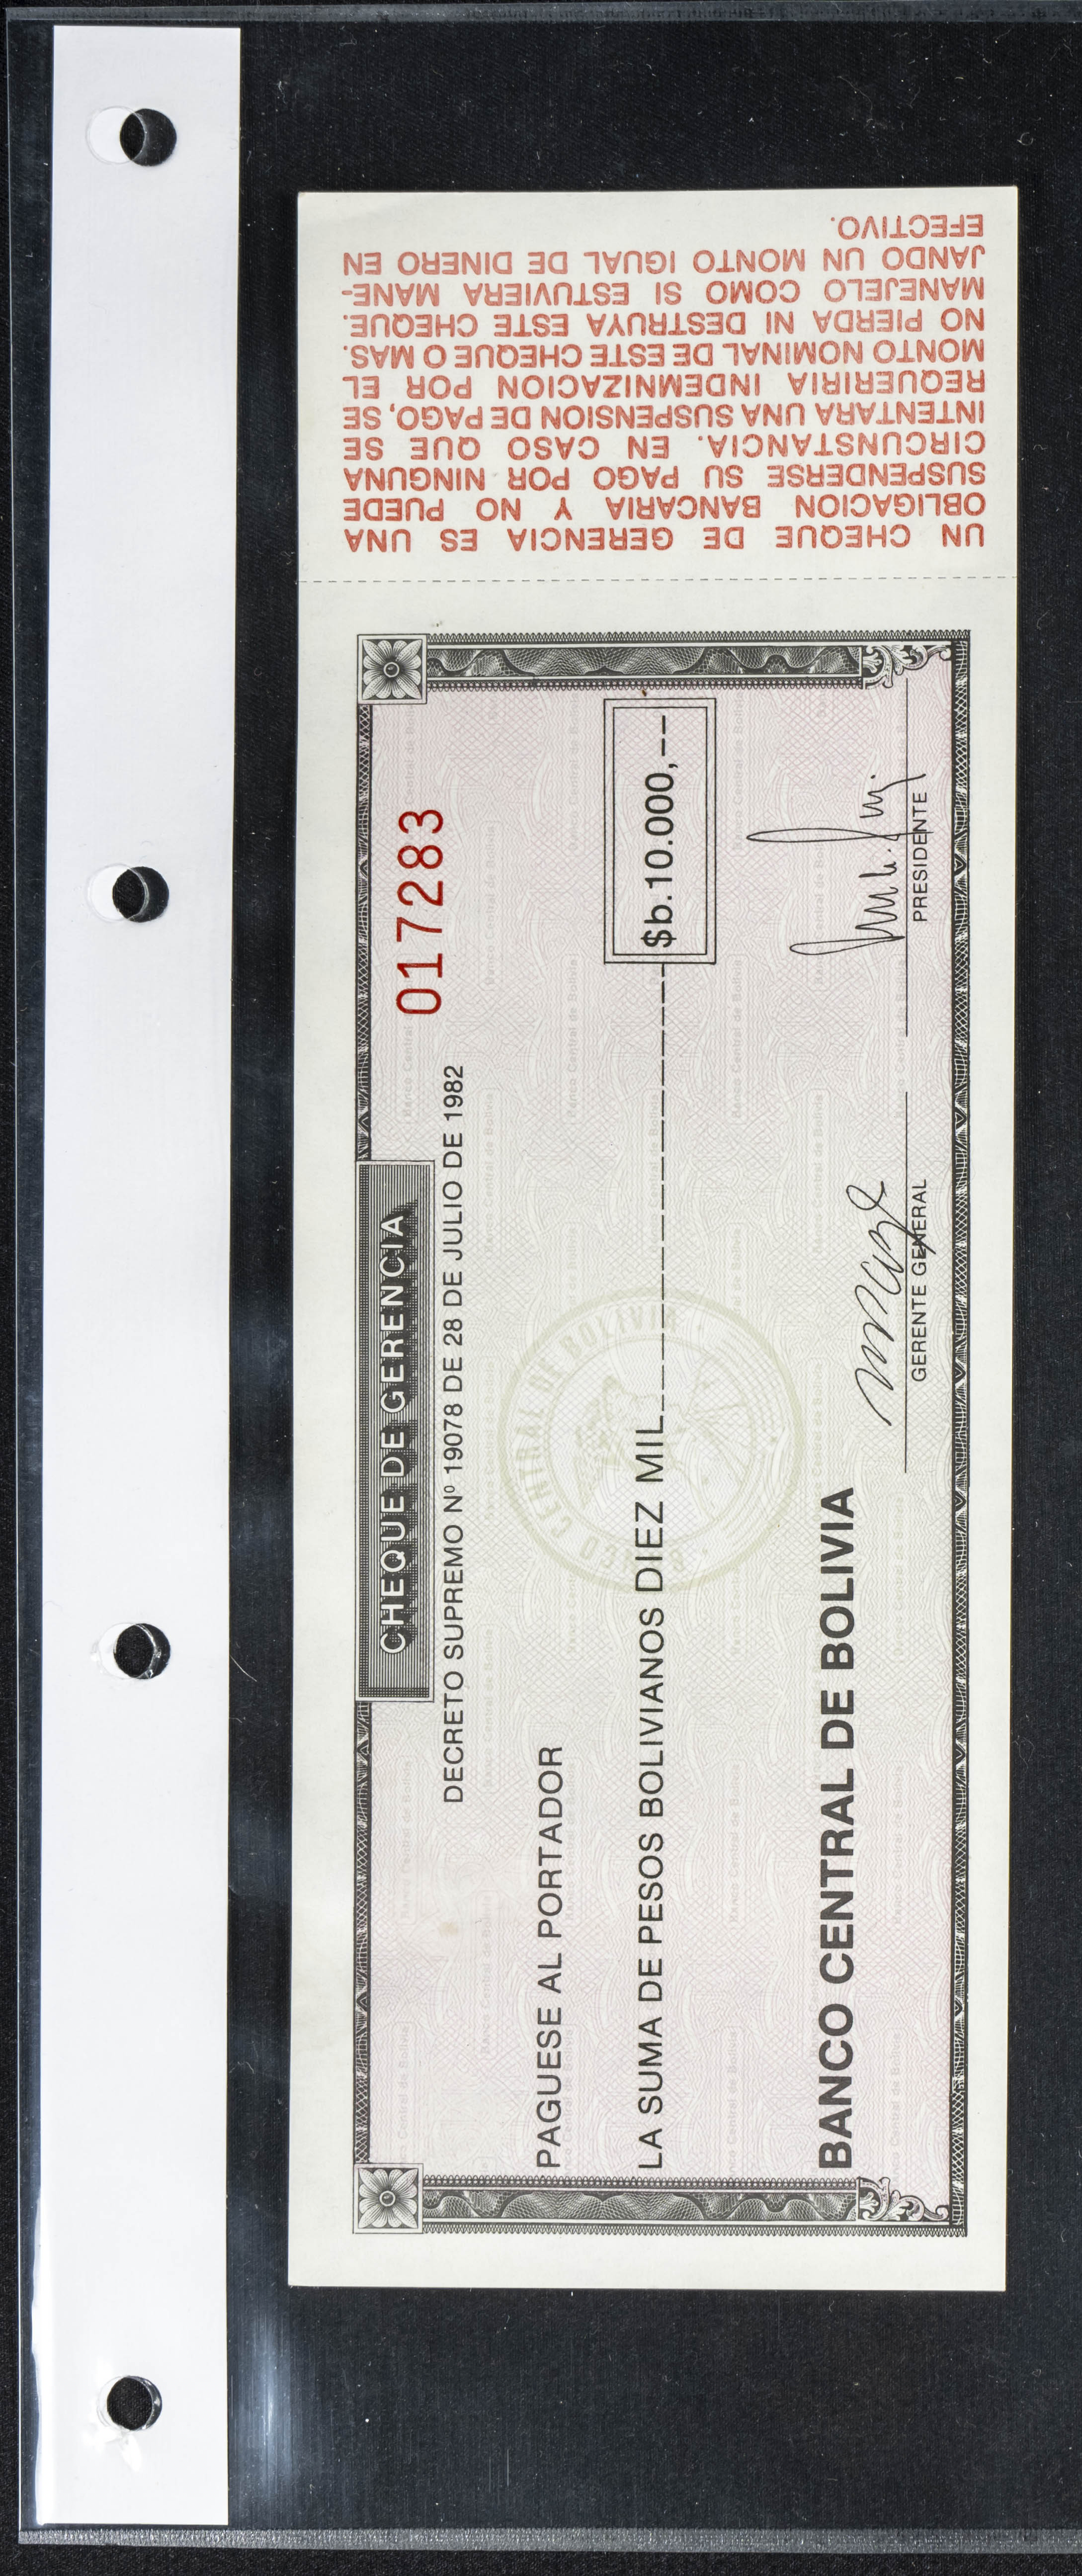 CHEQUE DE GERENCIA
017283
DECRETO SUPREMO Nº 19078 DE 28 DE JULIO DE 1982
PAGUESE AL PORTADOR
LA SUMA DE PESOS BOLIVIANOS DIEZ MIL $b.10.000,--
BANCO CENTRAL DE BOLIVIA
GERENTE GENERAL
PRESIDENTE
UN CHEQUE DE GERENCIA ES UNA
OBLIGACION BANCARIA Y NO PUEDE
SUSPENDERSE SU PAGO POR NINGUNA
CIRCUNSTANCIA. EN CASO QUE SE
INTENTARA UNA SUSPENSION DE PAGO, SE
REQUERIRIA INDEMNIZACION POR EL
MONTO NOMINAL DE ESTE CHEQUE O MAS.
NO PIERDA NI DESTRUYA ESTE CHEQUE.
MANEJELO COMO SI ESTUVIERA MANE-
JANDO UN MONTO IGUAL DE DINERO EN
EFECTIVO.